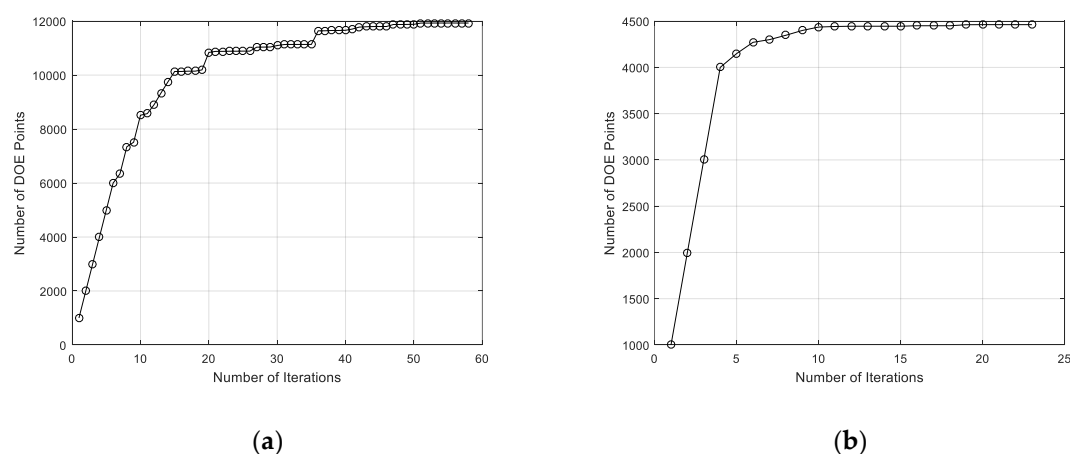 12000
10000
8000
6000
4000
2000
0
Number of DOE Points
0 10 20 30 40 50 60
Number of Iterations
(a)
4500
4000
3500
3000
2500
2000
1500
1000
Number of DOE Points
0 5 10 15 20 25
Number of Iterations
(b)